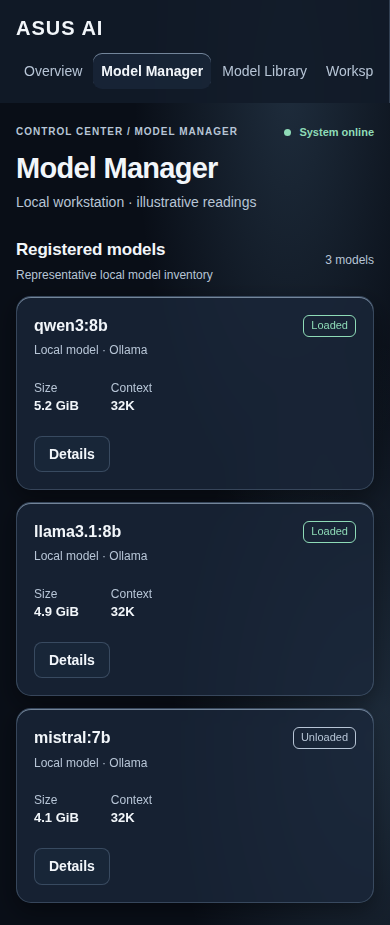 ASUS AI
Overview Model Manager Model Library Worksp
CONTROL CENTER / MODEL MANAGER
System online
Model Manager
Local workstation · illustrative readings
Registered models
Representative local model inventory
3 models
qwen3:8b
Loaded
Local model · Ollama
Size Context
5.2 GiB 32K
Details
llama3.1:8b
Loaded
Local model · Ollama
Size Context
4.9 GiB 32K
Details
mistral:7b
Unloaded
Local model · Ollama
Size Context
4.1 GiB 32K
Details